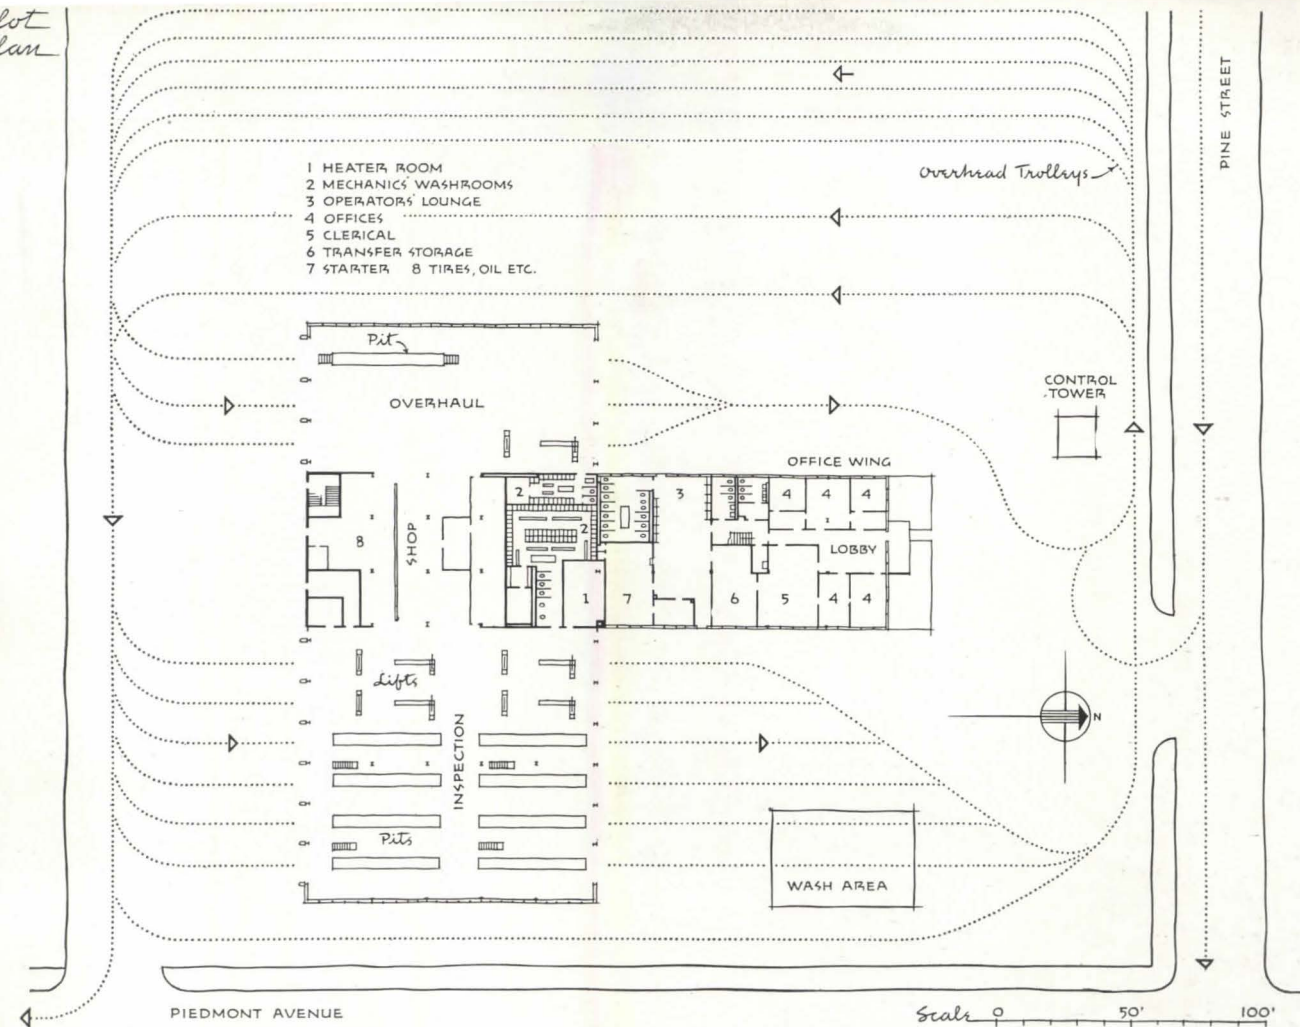 PINE STREET
1 HEATER ROOM
2 MECHANICS' WASHROOMS
3 OPERATORS' LOUNGE
4 OFFICES
5 CLERICAL
6 TRANSFER STORAGE
7 STARTER 8 TIRES, OIL ETC.
Overhead Trolleys
Pit
OVERHAUL
CONTROL
TOWER
OFFICE WING
2
3
4
4
4
8
SHOP
2
LOBBY
1
7
6
5
4
4
Lifts
INSPECTION
N
Pits
WASH AREA
PIEDMONT AVENUE
Scale 0 50' 100'